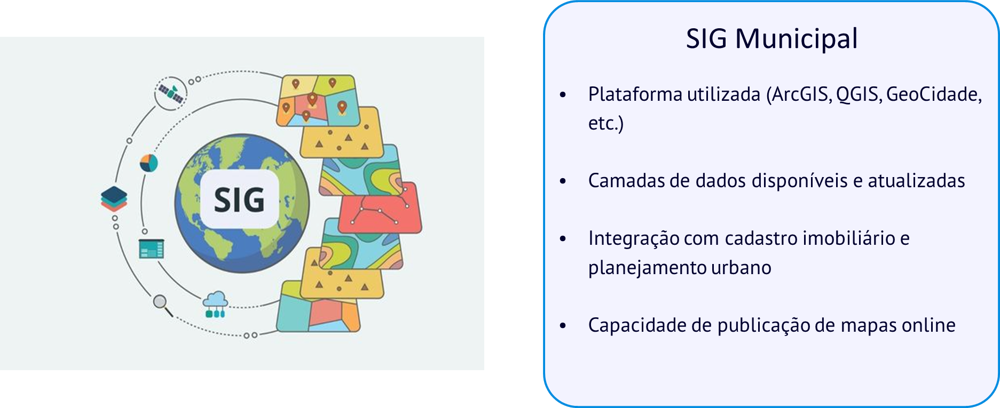 SIG
SIG Municipal
• Plataforma utilizada (ArcGIS, QGIS, GeoCidade,
etc.)
• Camadas de dados disponíveis e atualizadas
• Integração com cadastro imobiliário e
planejamento urbano
• Capacidade de publicação de mapas online